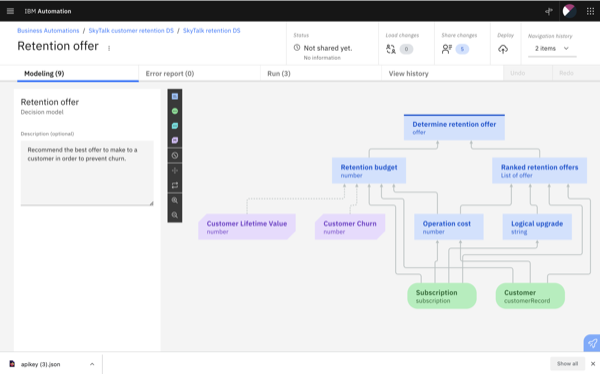 IBM Automation
Business Automations / SkyTalk customer retention DS / SkyTalk retention DS
Retention offer
Status
Not shared yet.
No information
Load changes
0
Share changes
5
Deploy
Navigation history
2 items
Modeling (9)
Error report (0)
Run (3)
View history
Undo
Redo
Retention offer
Decision model
Description (optional)
Recommend the best offer to make to a
customer in order to prevent churn.
Determine retention offer
offer
Retention budget
number
Ranked retention offers
List of offer
Customer Lifetime Value
number
Customer Churn
number
Operation cost
number
Logical upgrade
string
Subscription
subscription
Customer
customerRecord
apikey (3).json
Show all